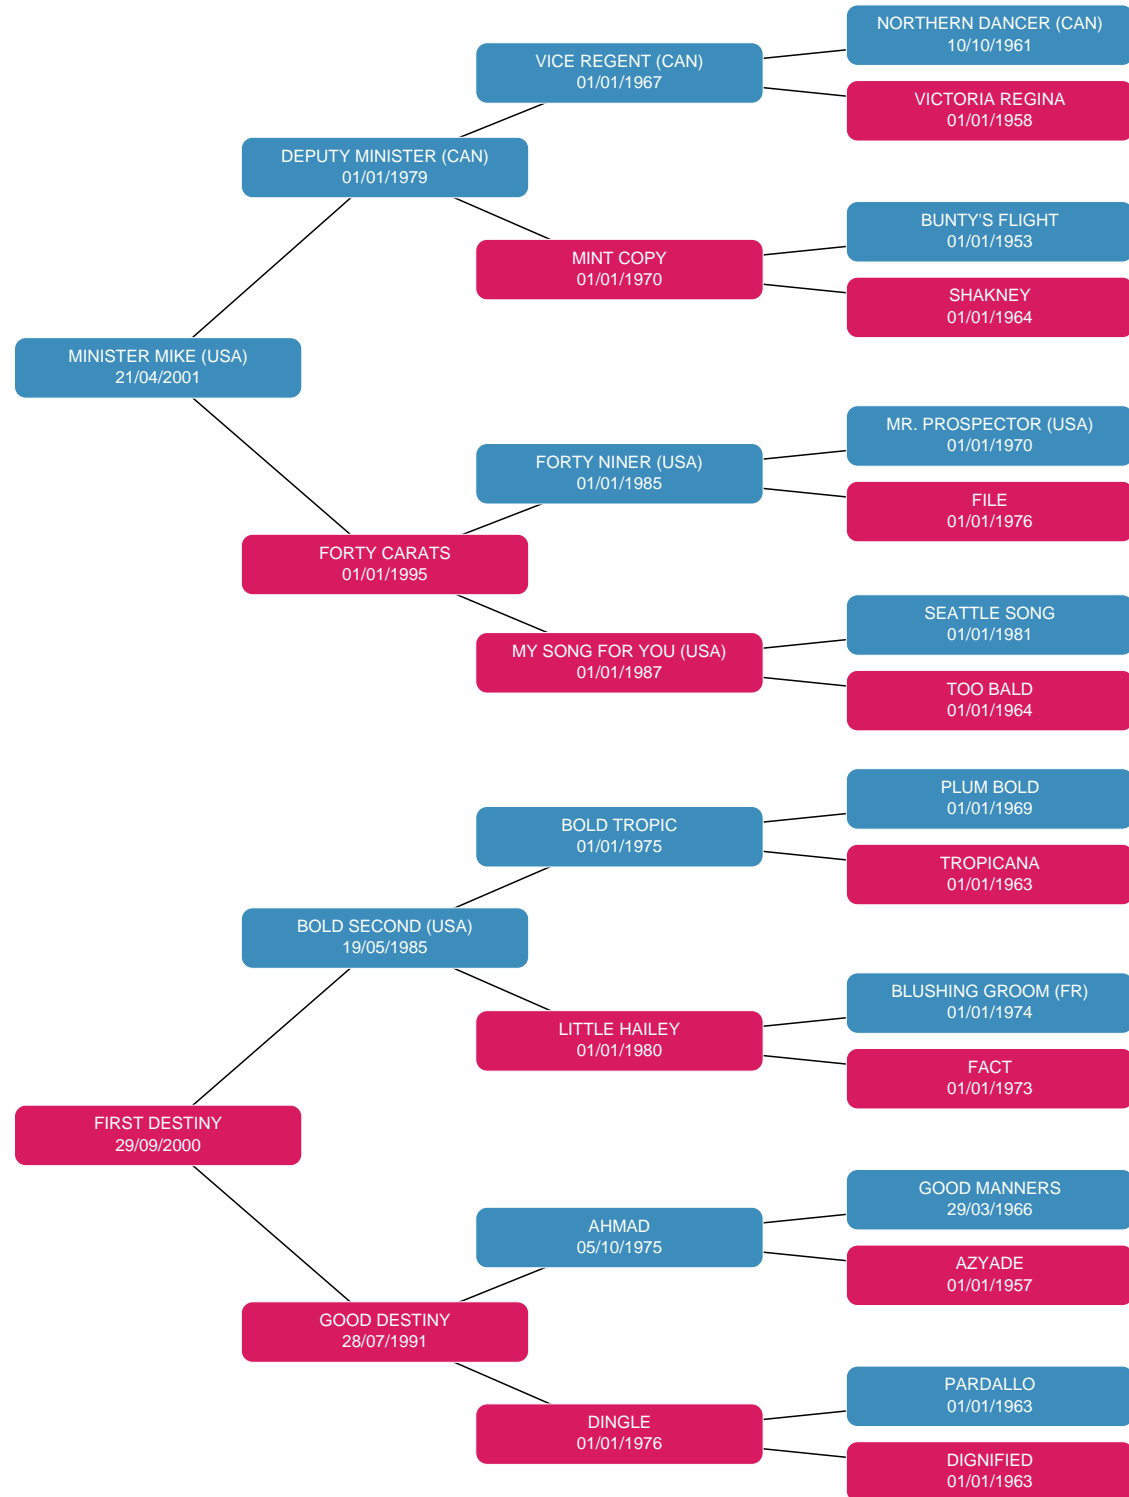 NORTHERN DANCER (CAN)
10/10/1961
VICE REGENT (CAN)
01/01/1967
VICTORIA REGINA
01/01/1958
DEPUTY MINISTER (CAN)
01/01/1979
BUNTY'S FLIGHT
01/01/1953
MINT COPY
01/01/1970
SHAKNEY
01/01/1964
MINISTER MIKE (USA)
21/04/2001
MR. PROSPECTOR (USA)
01/01/1970
FORTY NINER (USA)
01/01/1985
FILE
01/01/1976
FORTY CARATS
01/01/1995
SEATTLE SONG
01/01/1981
MY SONG FOR YOU (USA)
01/01/1987
TOO BALD
01/01/1964
PLUM BOLD
01/01/1969
BOLD TROPIC
01/01/1975
TROPICANA
01/01/1963
BOLD SECOND (USA)
19/05/1985
BLUSHING GROOM (FR)
01/01/1974
LITTLE HAILEY
01/01/1980
FACT
01/01/1973
FIRST DESTINY
29/09/2000
GOOD MANNERS
29/03/1966
AHMAD
05/10/1975
AZYADE
01/01/1957
GOOD DESTINY
28/07/1991
PARDALLO
01/01/1963
DINGLE
01/01/1976
DIGNIFIED
01/01/1963